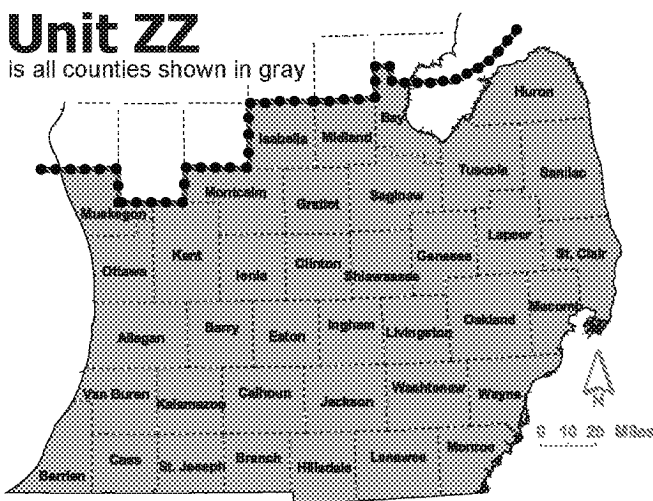 Unit ZZ
is all counties shown in gray
Huron
Isabella Midland Bay
Tuscola Sanilac
Montcalm Gratiot Saginaw
Muskegon
Lapeer
Ottawa Kent Ionia Clinton Shiawassee Genesee St. Clair
Allegan Barry Eaton Ingham Livingston Oakland Macomb
Van Buren Kalamazoo Calhoun Jackson Washtenaw Wayne
N
0 10 20 Miles
Berrien Cass St. Joseph Branch Hillsdale Lenawee Monroe